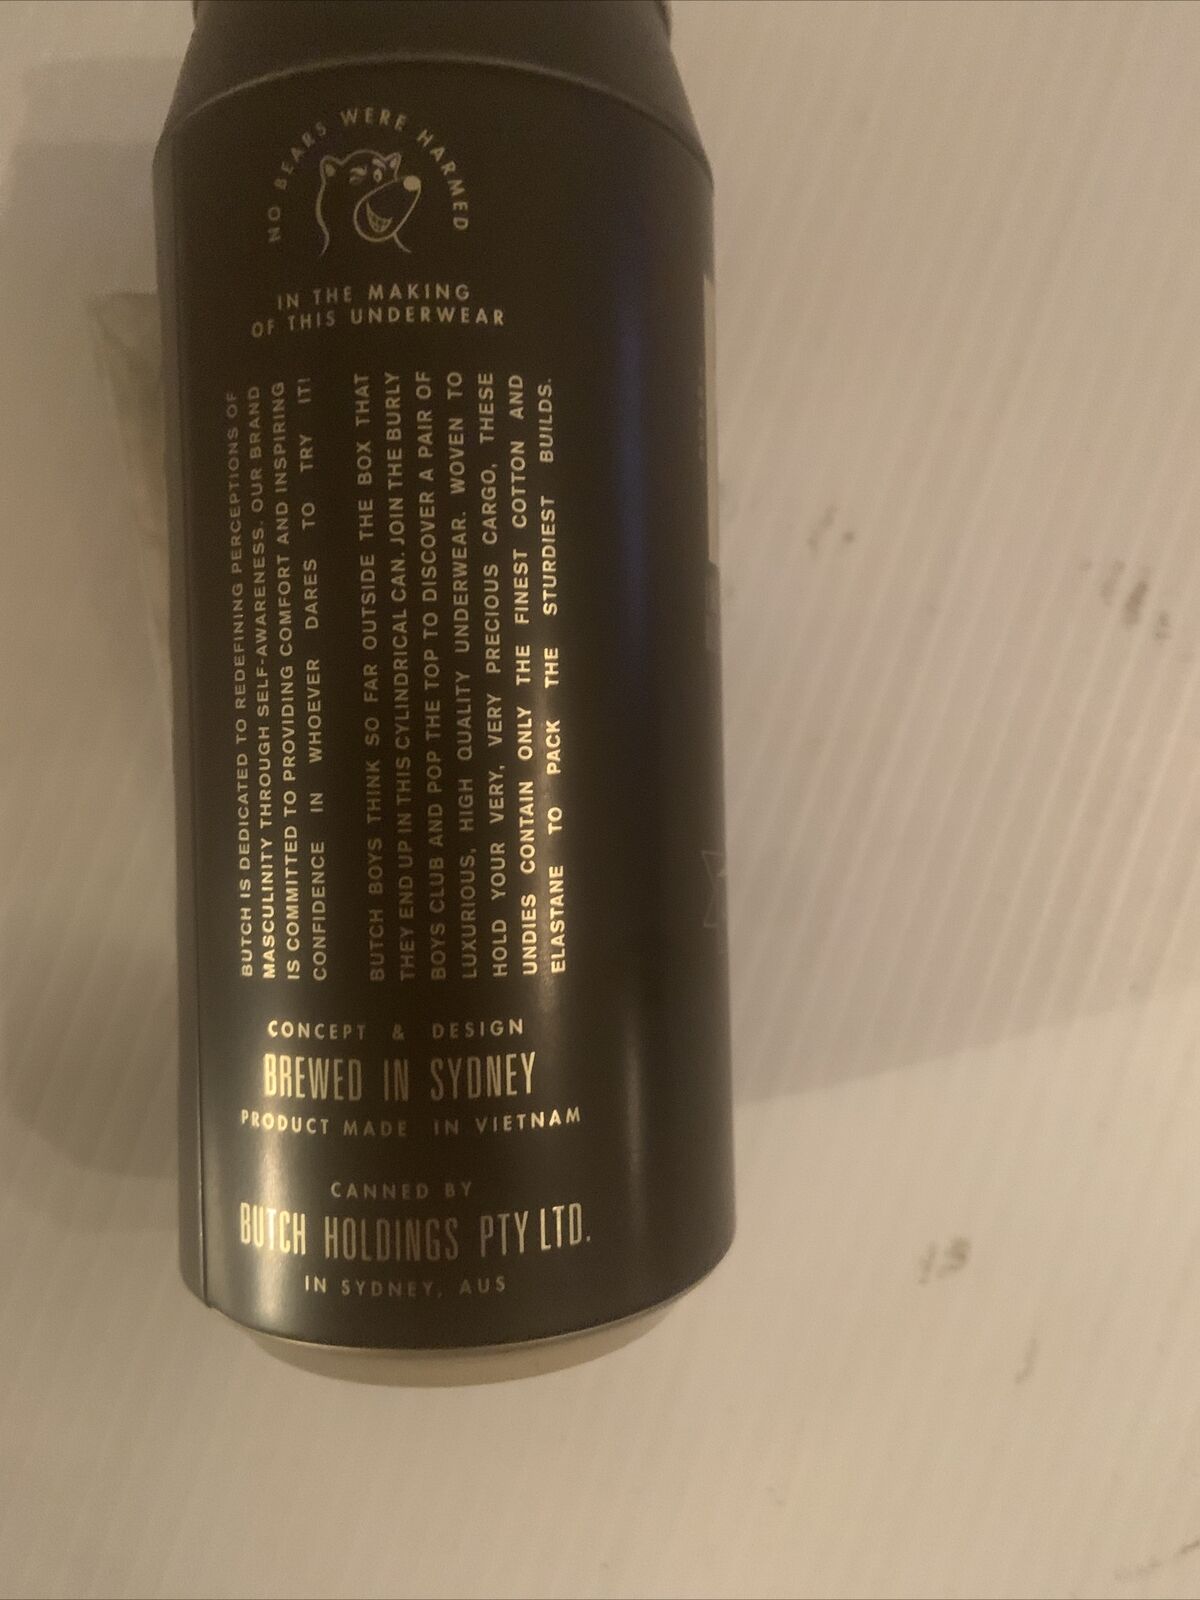 NO BEARS WERE HARMED
IN THE MAKING
OF THIS UNDERWEAR
BUTCH IS DEDICATED TO REDEFINING PERCEPTIONS OF
MASCULINITY THROUGH SELF-AWARENESS. OUR BRAND
IS COMMITTED TO PROVIDING COMFORT AND INSPIRING
CONFIDENCE IN WHOEVER DARES TO TRY IT!
BUTCH BOYS THINK SO FAR OUTSIDE THE BOX THAT
THEY END UP IN THIS CYLINDRICAL CAN. JOIN THE BURLY
BOYS CLUB AND POP THE TOP TO DISCOVER A PAIR OF
LUXURIOUS, HIGH QUALITY UNDERWEAR. WOVEN TO
HOLD YOUR VERY, VERY PRECIOUS CARGO, THESE
UNDIES CONTAIN ONLY THE FINEST COTTON AND
ELASTANE TO PACK THE STURDIEST BUILDS.
CONCEPT & DESIGN
BREWED IN SYDNEY
PRODUCT MADE IN VIETNAM
CANNED BY
BUTCH HOLDINGS PTY LTD.
IN SYDNEY, AUS